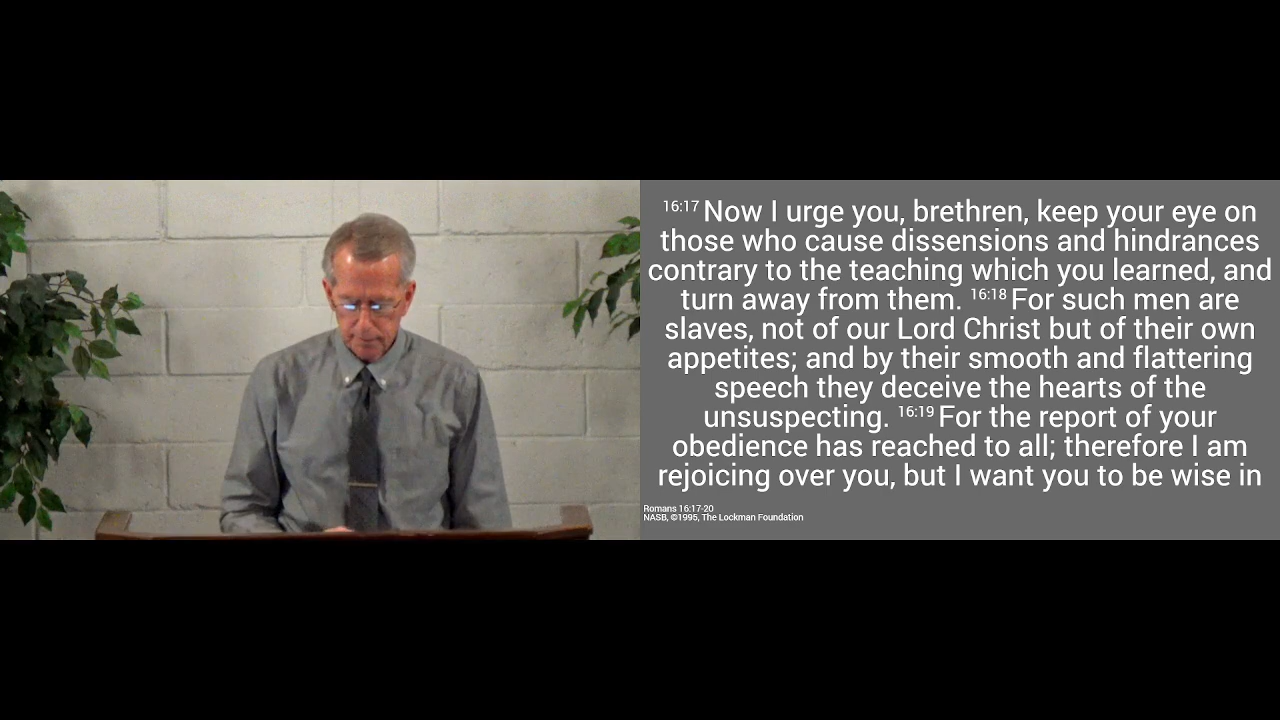 16:17 Now I urge you, brethren, keep your eye on
those who cause dissensions and hindrances
contrary to the teaching which you learned, and
turn away from them. 16:18 For such men are
slaves, not of our Lord Christ but of their own
appetites; and by their smooth and flattering
speech they deceive the hearts of the
unsuspecting. 16:19 For the report of your
obedience has reached to all; therefore I am
rejoicing over you, but I want you to be wise in
Romans 16:17-20
NASB, ©1995, The Lockman Foundation